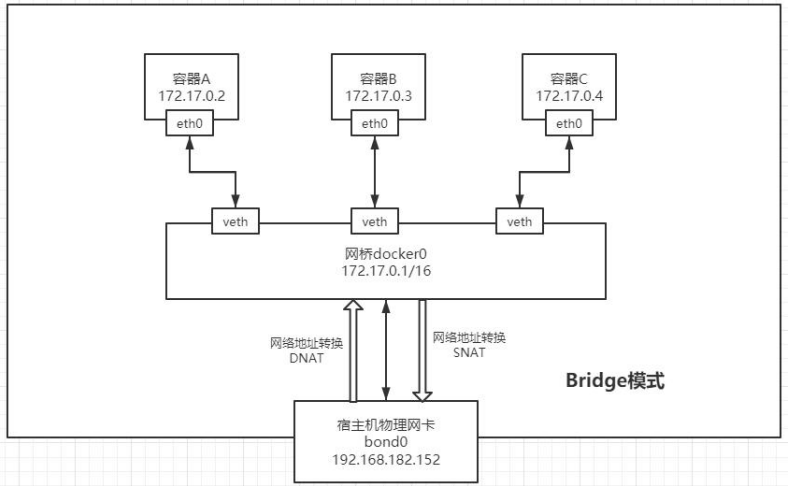 容器A
172.17.0.2
eth0
容器B
172.17.0.3
eth0
容器C
172.17.0.4
eth0
veth
veth
veth
网桥docker0
172.17.0.1/16
网络地址转换
DNAT
网络地址转换
SNAT
Bridge模式
宿主机物理网卡
bond0
192.168.182.152